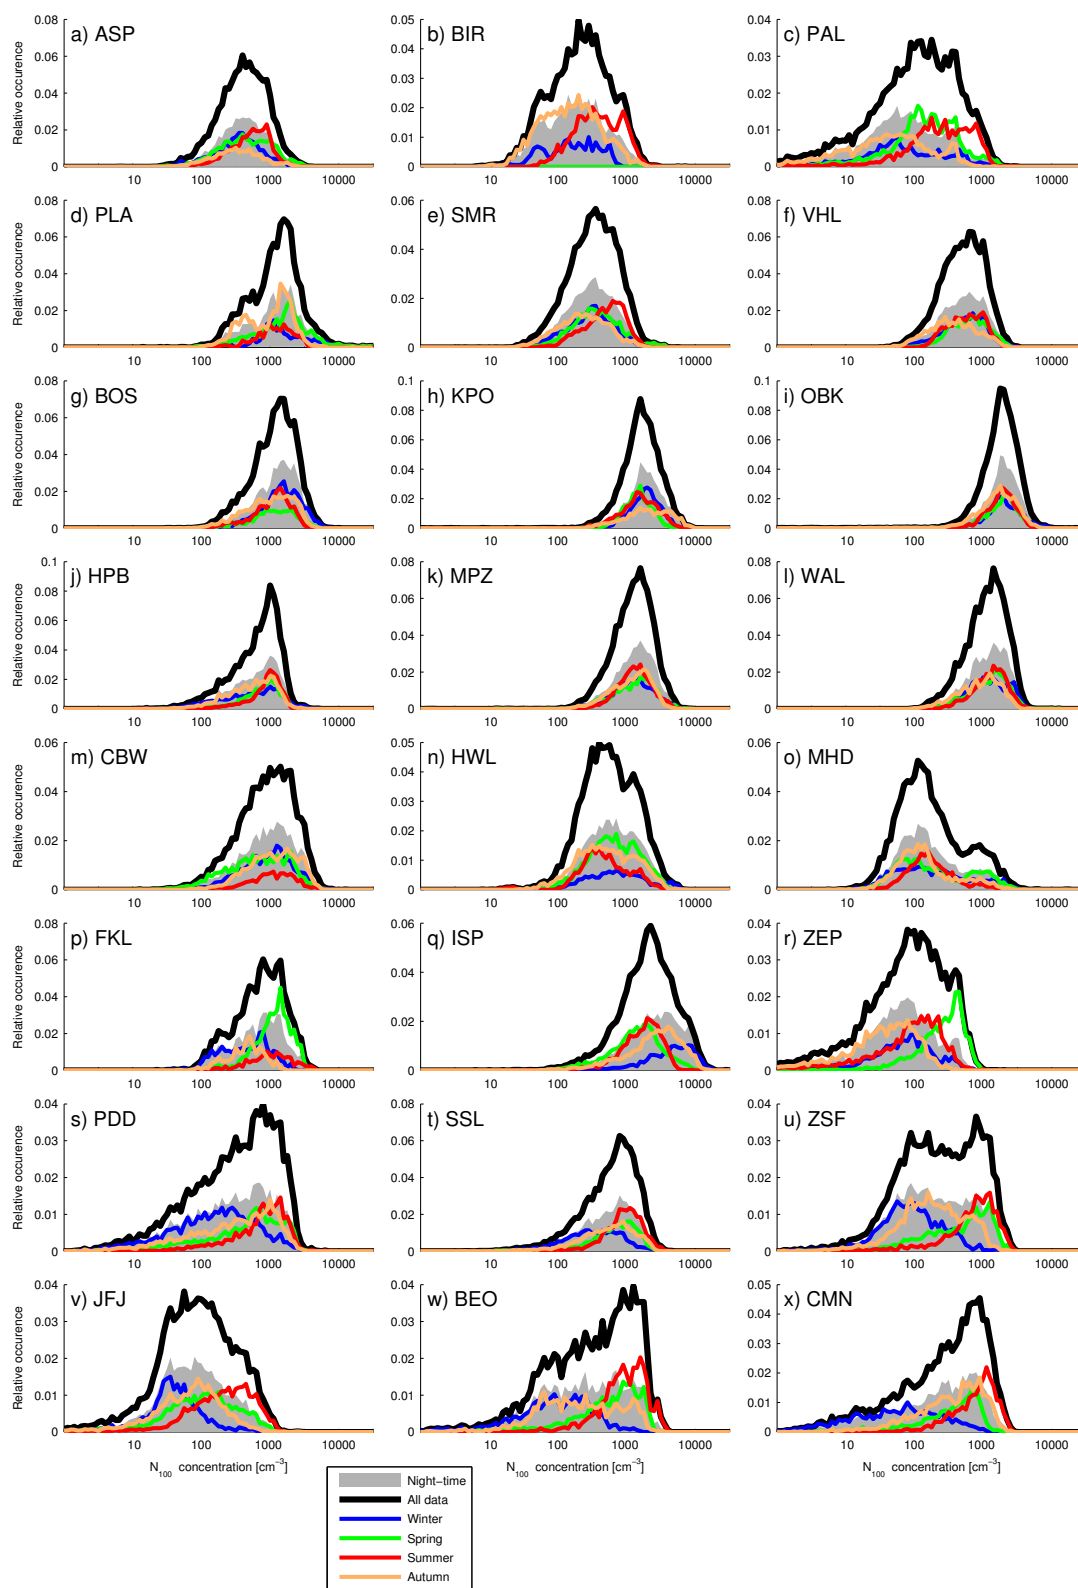 a) ASP
b) BIR
c) PAL
Relative occurence
0.08
0.06
0.04
0.02
0
10 100 1000 10000
0.05
0.04
0.03
0.02
0.01
0
10 100 1000 10000
0.04
0.03
0.02
0.01
0
10 100 1000 10000
d) PLA
e) SMR
f) VHL
Relative occurence
0.08
0.06
0.04
0.02
0
10 100 1000 10000
0.06
0.04
0.02
0
10 100 1000 10000
0.08
0.06
0.04
0.02
0
10 100 1000 10000
g) BOS
h) KPO
i) OBK
Relative occurence
0.08
0.06
0.04
0.02
0
10 100 1000 10000
0.1
0.08
0.06
0.04
0.02
0
10 100 1000 10000
0.1
0.08
0.06
0.04
0.02
0
10 100 1000 10000
j) HPB
k) MPZ
l) WAL
Relative occurence
0.1
0.08
0.06
0.04
0.02
0
10 100 1000 10000
0.08
0.06
0.04
0.02
0
10 100 1000 10000
0.08
0.06
0.04
0.02
0
10 100 1000 10000
m) CBW
n) HWL
o) MHD
Relative occurence
0.06
0.04
0.02
0
10 100 1000 10000
0.05
0.04
0.03
0.02
0.01
0
10 100 1000 10000
0.06
0.04
0.02
0
10 100 1000 10000
p) FKL
q) ISP
r) ZEP
Relative occurence
0.08
0.06
0.04
0.02
0
10 100 1000 10000
0.06
0.04
0.02
0
10 100 1000 10000
0.04
0.03
0.02
0.01
0
10 100 1000 10000
s) PDD
t) SSL
u) ZSF
Relative occurence
0.04
0.03
0.02
0.01
0
10 100 1000 10000
0.08
0.06
0.04
0.02
0
10 100 1000 10000
0.04
0.03
0.02
0.01
0
10 100 1000 10000
v) JFJ
w) BEO
x) CMN
Relative occurence
0.04
0.03
0.02
0.01
0
10 100 1000 10000
0.04
0.03
0.02
0.01
0
10 100 1000 10000
0.05
0.04
0.03
0.02
0.01
0
10 100 1000 10000
N₁₀₀ concentration [cm⁻³]
N₁₀₀ concentration [cm⁻³]
N₁₀₀ concentration [cm⁻³]
Night−time
All data
Winter
Spring
Summer
Autumn